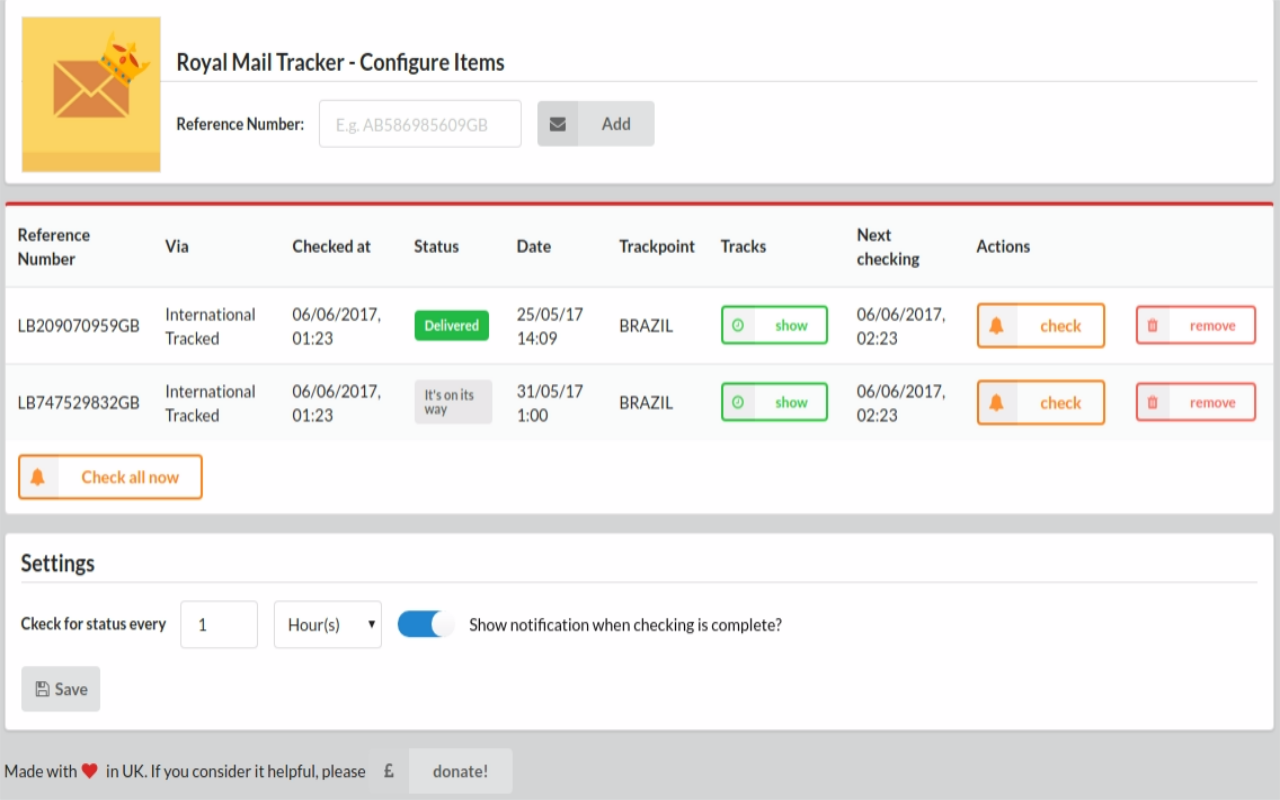 Royal Mail Tracker - Configure Items
Reference Number: E.g. AB586985609GB Add
Reference Number Via Checked at Status Date Trackpoint Tracks Next checking Actions
LB209070959GB International Tracked 06/06/2017, 01:23 Delivered 25/05/17 14:09 BRAZIL show 06/06/2017, 02:23 check remove
LB747529832GB International Tracked 06/06/2017, 01:23 It's on its way 31/05/17 1:00 BRAZIL show 06/06/2017, 02:23 check remove
Check all now
Settings
Ckeck for status every 1 Hour(s) Show notification when checking is complete?
Save
Made with ❤ in UK. If you consider it helpful, please £ donate!